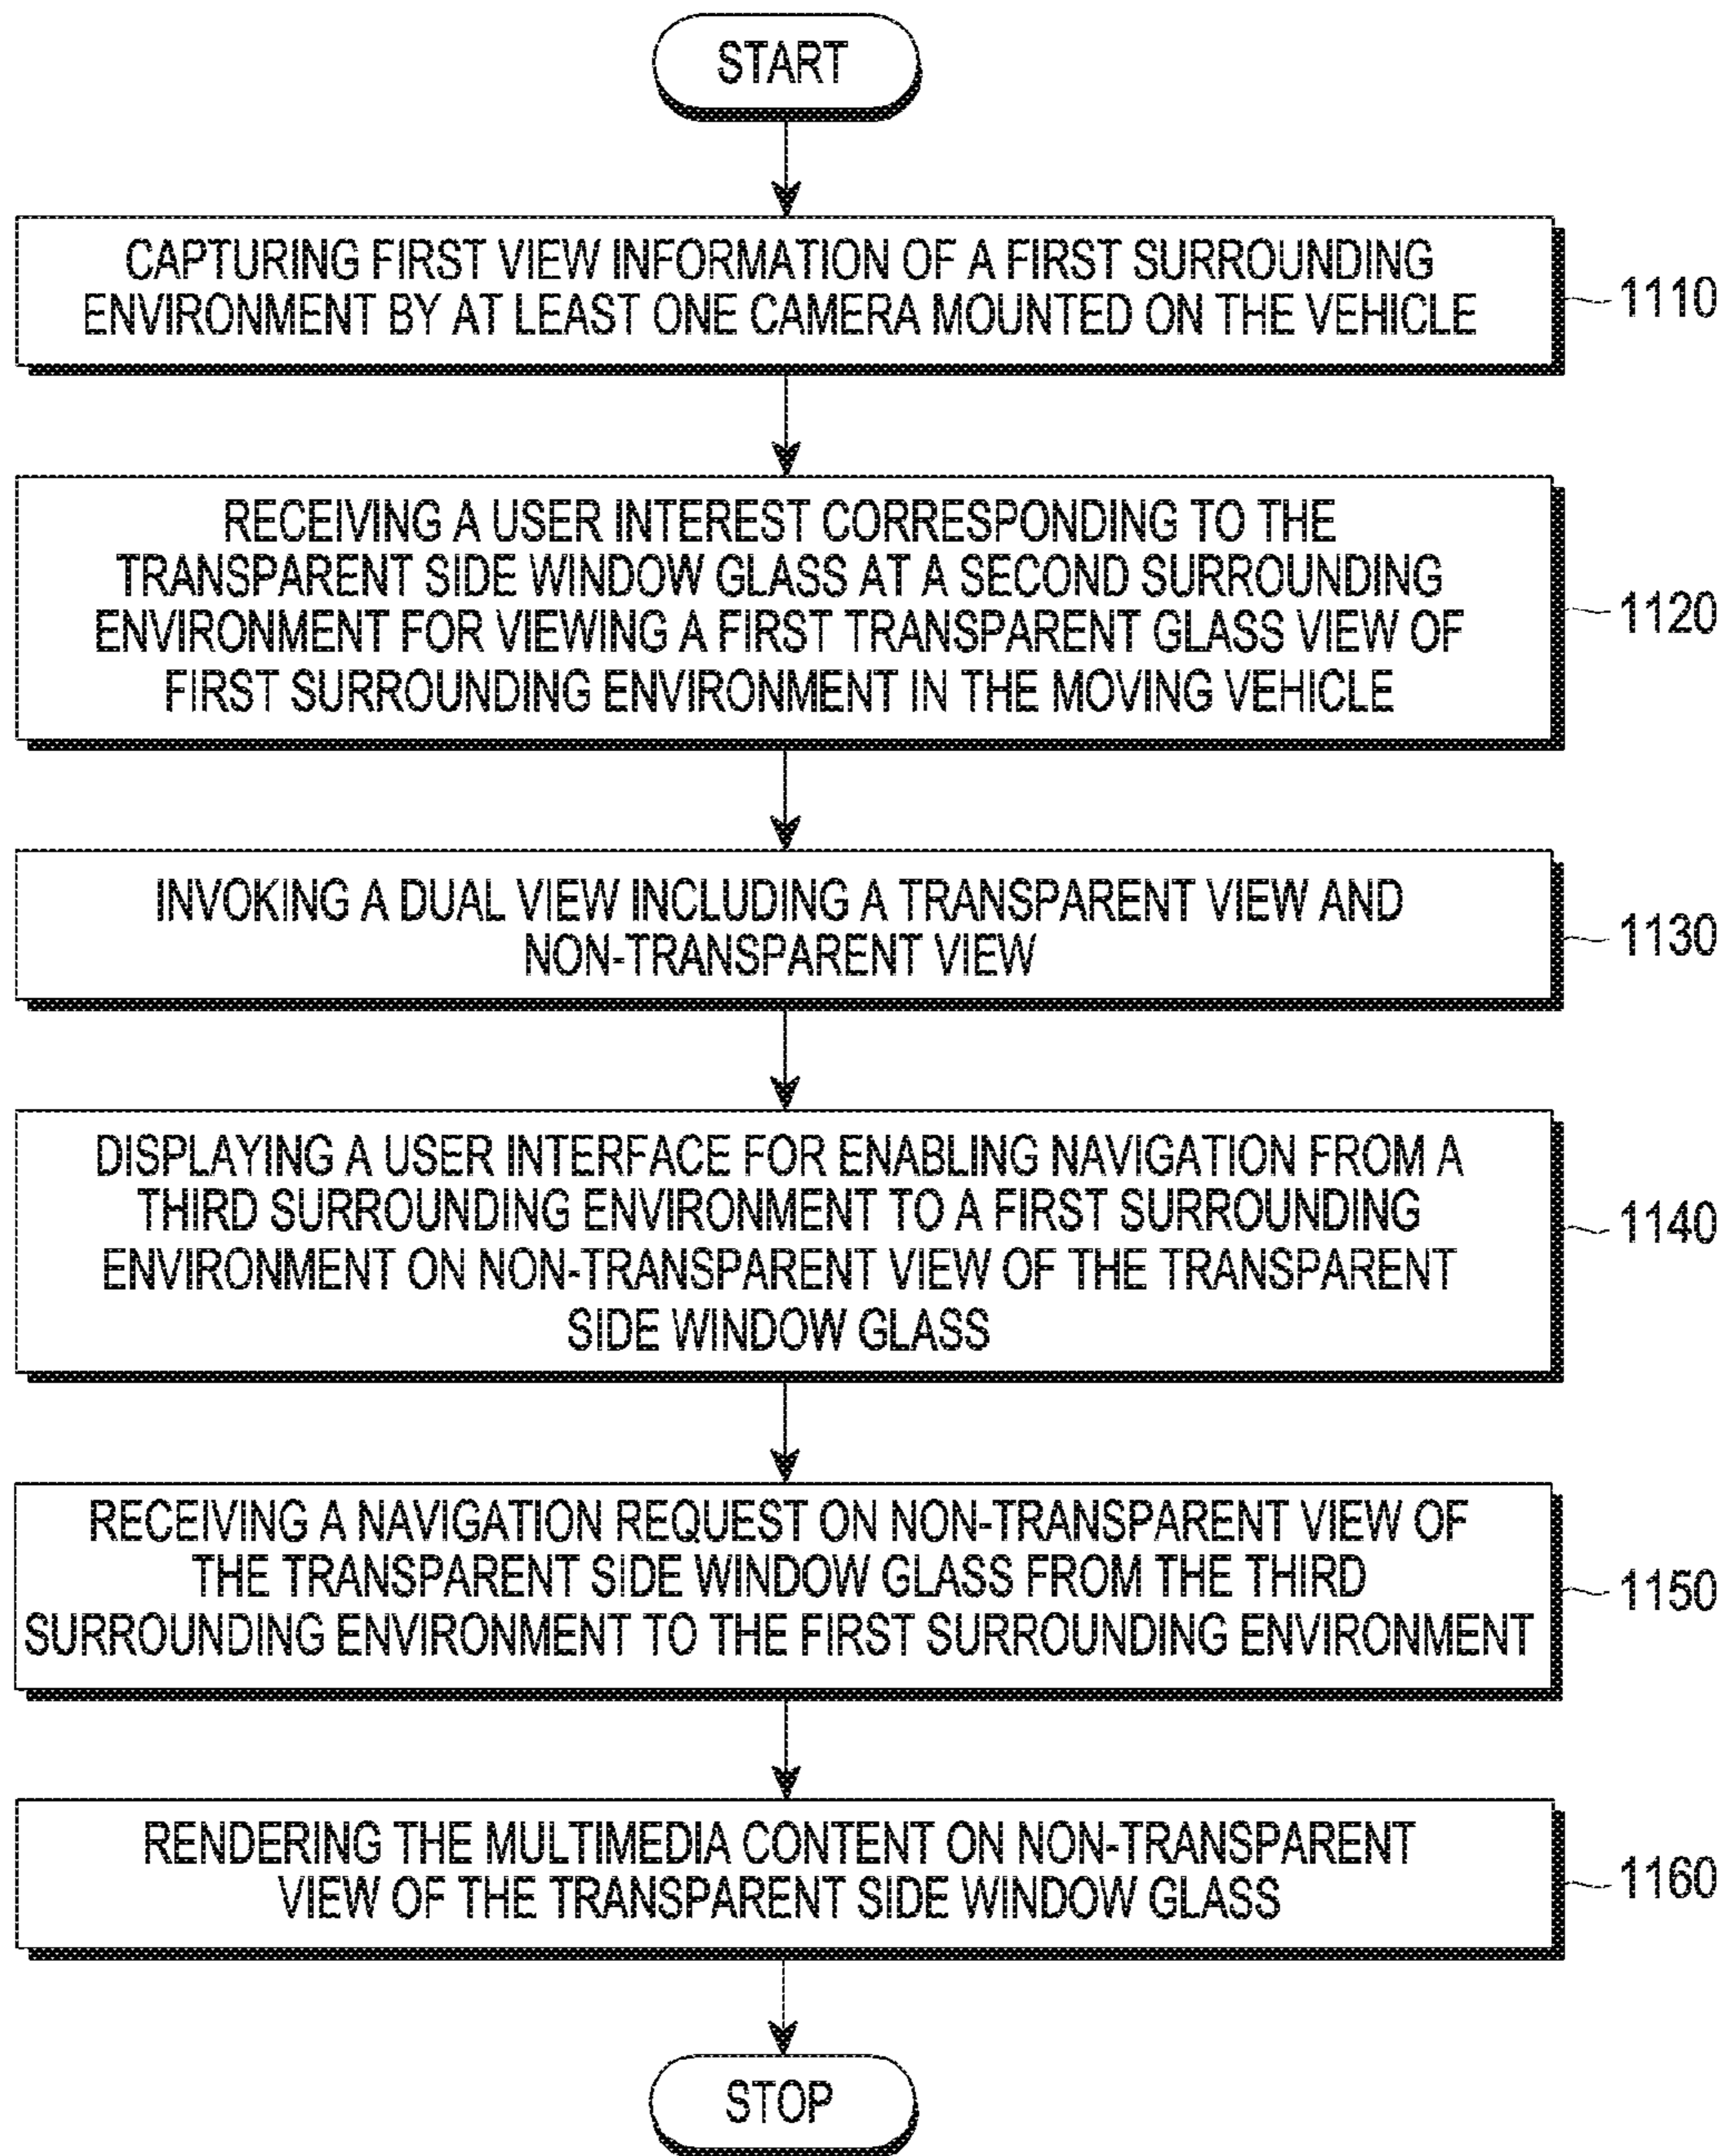 START
CAPTURING FIRST VIEW INFORMATION OF A FIRST SURROUNDING
ENVIRONMENT BY AT LEAST ONE CAMERA MOUNTED ON THE VEHICLE
1110
RECEIVING A USER INTEREST CORRESPONDING TO THE
TRANSPARENT SIDE WINDOW GLASS AT A SECOND SURROUNDING
ENVIRONMENT FOR VIEWING A FIRST TRANSPARENT GLASS VIEW OF
FIRST SURROUNDING ENVIRONMENT IN THE MOVING VEHICLE
1120
INVOKING A DUAL VIEW INCLUDING A TRANSPARENT VIEW AND
NON-TRANSPARENT VIEW
1130
DISPLAYING A USER INTERFACE FOR ENABLING NAVIGATION FROM A
THIRD SURROUNDING ENVIRONMENT TO A FIRST SURROUNDING
ENVIRONMENT ON NON-TRANSPARENT VIEW OF THE TRANSPARENT
SIDE WINDOW GLASS
1140
RECEIVING A NAVIGATION REQUEST ON NON-TRANSPARENT VIEW OF
THE TRANSPARENT SIDE WINDOW GLASS FROM THE THIRD
SURROUNDING ENVIRONMENT TO THE FIRST SURROUNDING ENVIRONMENT
1150
RENDERING THE MULTIMEDIA CONTENT ON NON-TRANSPARENT
VIEW OF THE TRANSPARENT SIDE WINDOW GLASS
1160
STOP